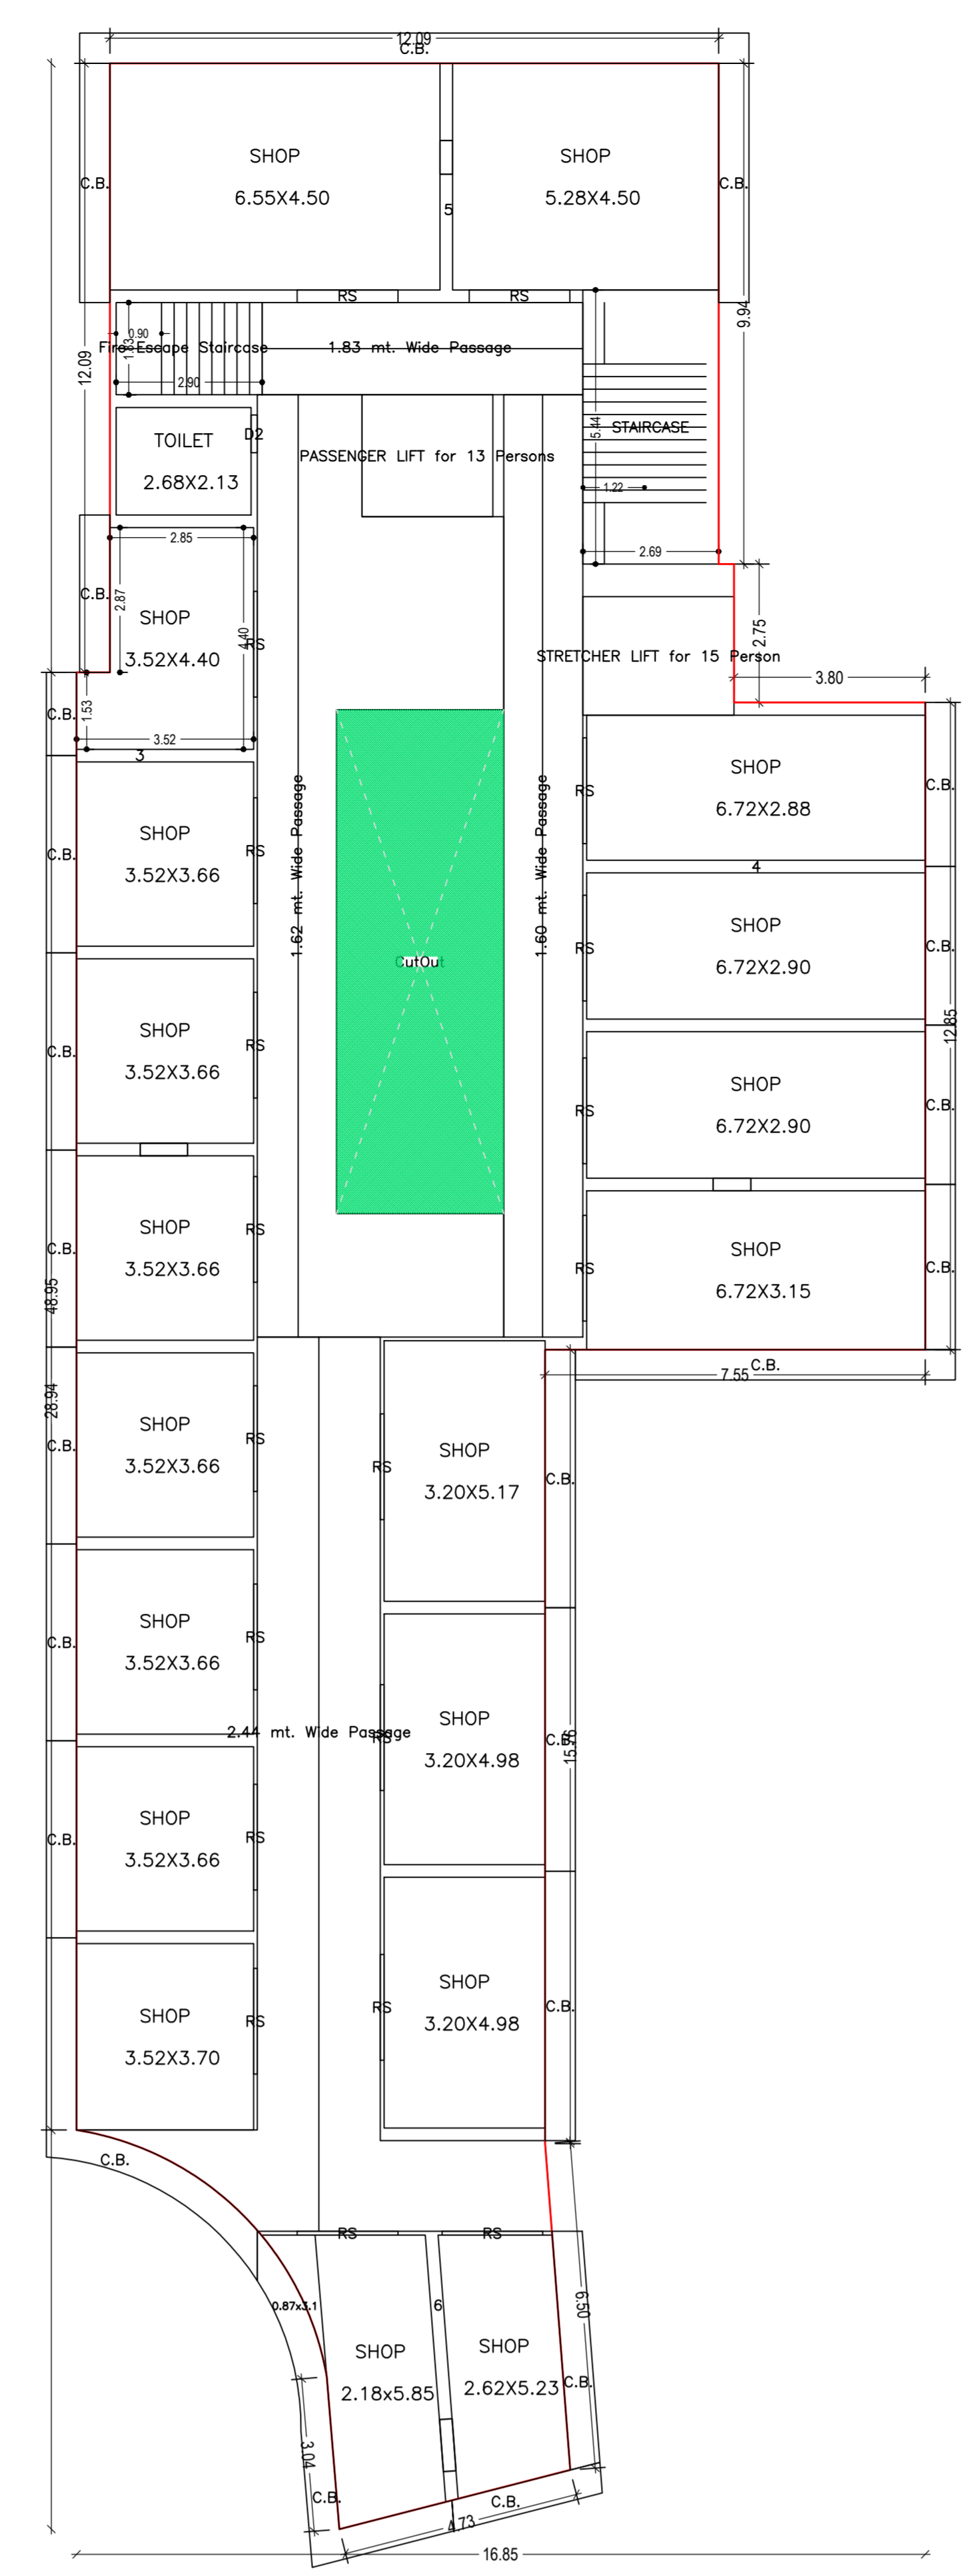 12.09
C.B.
SHOP
6.55X4.50
SHOP
5.28X4.50
C.B.
C.B.
5
RS
RS
9.94
12.09
0.90
1.83
Fire Escape Staircase
1.83 mt. Wide Passage
2.90
TOILET
2.68X2.13
D2
PASSENGER LIFT for 13 Persons
5.44
STAIRCASE
1.22
2.85
2.69
C.B.
2.87
SHOP
3.52X4.40
4.40
RS
STRETCHER LIFT for 15 Person
2.75
3.80
C.B.
1.53
3.52
3
SHOP
6.72X2.88
RS
C.B.
SHOP
3.52X3.66
RS
C.B.
1.62 mt. Wide Passage
1.60 mt. Wide Passage
4
SHOP
6.72X2.90
RS
C.B.
CutOut
SHOP
3.52X3.66
RS
C.B.
12.85
SHOP
6.72X2.90
RS
C.B.
SHOP
3.52X3.66
RS
C.B.
SHOP
6.72X3.15
RS
C.B.
48.95
C.B.
7.55
28.94
SHOP
3.52X3.66
RS
C.B.
SHOP
3.20X5.17
RS
C.B.
SHOP
3.52X3.66
RS
C.B.
2.44 mt. Wide Passage
SHOP
3.20X4.98
RS
C.B.
SHOP
3.52X3.66
RS
C.B.
SHOP
3.52X3.70
RS
SHOP
3.20X4.98
RS
C.B.
C.B.
RS
RS
0.87x3.1
6
6.50
SHOP
2.18x5.85
SHOP
2.62X5.23
C.B.
3.04
C.B.
C.B.
4.73
16.85